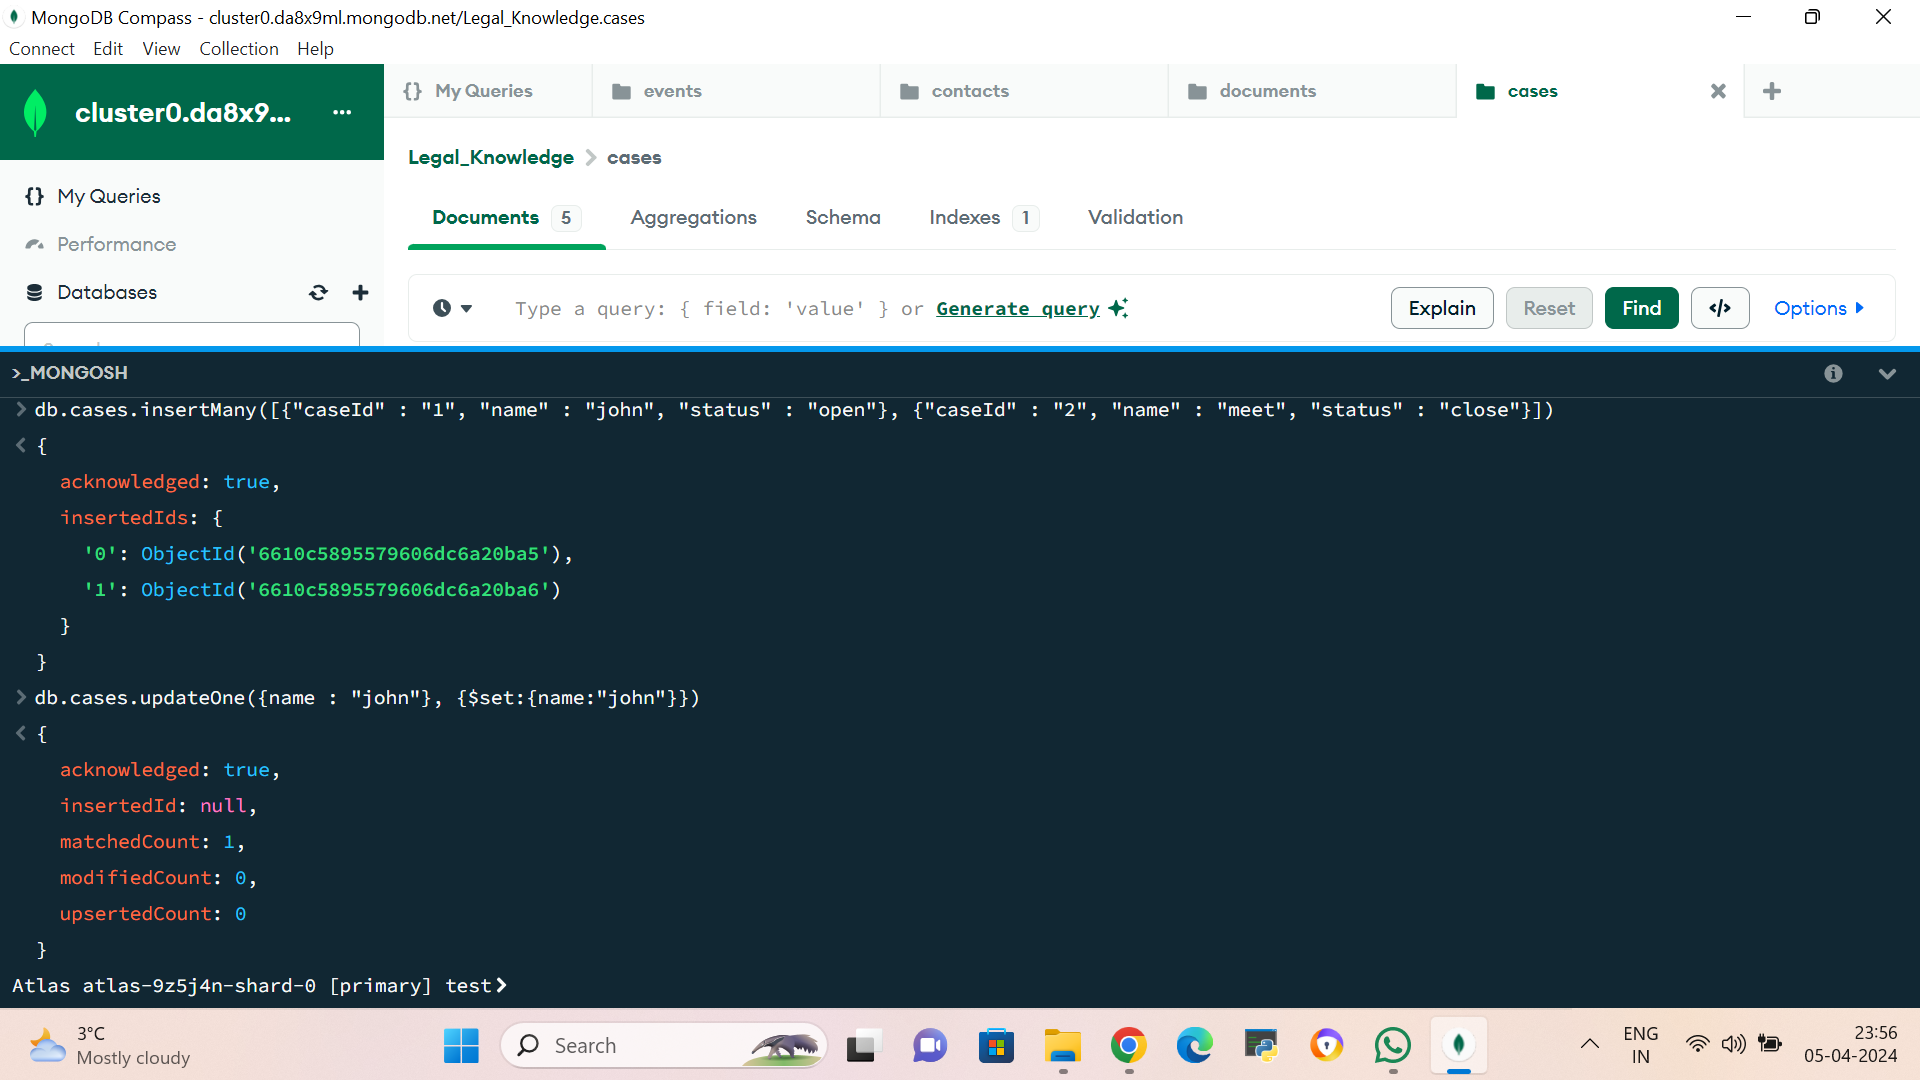 MongoDB Compass - cluster0.da8x9ml.mongodb.net/Legal_Knowledge.cases
Connect Edit View Collection Help
cluster0.da8x9... ...
{} My Queries events contacts documents cases
Legal_Knowledge > cases
{} My Queries
Performance
Databases
Documents 5 Aggregations Schema Indexes 1 Validation
Type a query: { field: 'value' } or Generate query Explain Reset Find </> Options
>_MONGOSH
> db.cases.insertMany([{"caseId" : "1", "name" : "john", "status" : "open"}, {"caseId" : "2", "name" : "meet", "status" : "close"}])
< {
acknowledged: true,
insertedIds: {
'0': ObjectId('6610c5895579606dc6a20ba5'),
'1': ObjectId('6610c5895579606dc6a20ba6')
}
}
> db.cases.updateOne({name : "john"}, {$set:{name:"john"}})
< {
acknowledged: true,
insertedId: null,
matchedCount: 1,
modifiedCount: 0,
upsertedCount: 0
}
Atlas atlas-9z5j4n-shard-0 [primary] test>
3°C
Mostly cloudy
Search
ENG
IN
23:56
05-04-2024